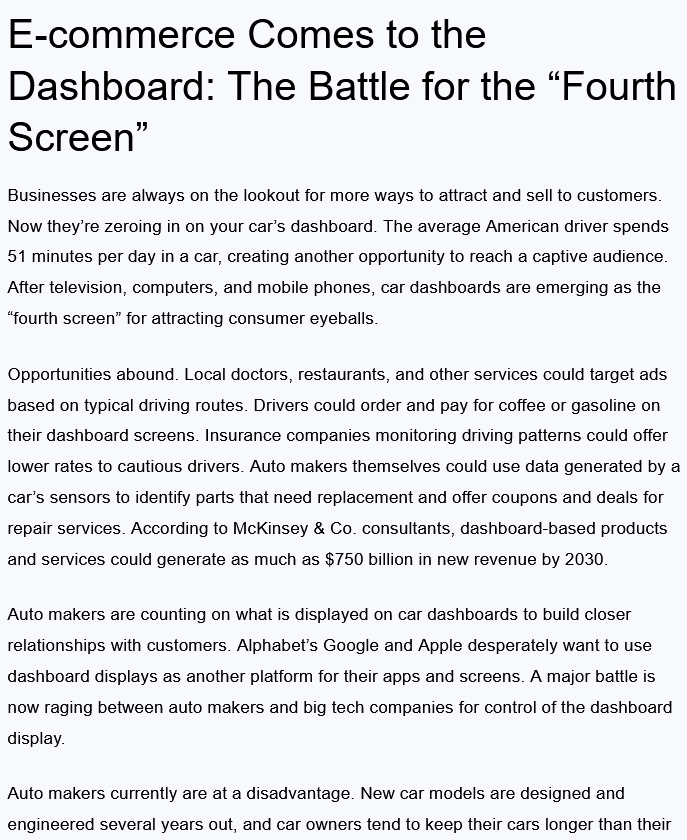 E-commerce Comes to the
Dashboard: The Battle for the “Fourth
Screen”
Businesses are always on the lookout for more ways to attract and sell to customers.
Now they’re zeroing in on your car’s dashboard. The average American driver spends
51 minutes per day in a car, creating another opportunity to reach a captive audience.
After television, computers, and mobile phones, car dashboards are emerging as the
“fourth screen” for attracting consumer eyeballs.
Opportunities abound. Local doctors, restaurants, and other services could target ads
based on typical driving routes. Drivers could order and pay for coffee or gasoline on
their dashboard screens. Insurance companies monitoring driving patterns could offer
lower rates to cautious drivers. Auto makers themselves could use data generated by a
car’s sensors to identify parts that need replacement and offer coupons and deals for
repair services. According to McKinsey & Co. consultants, dashboard-based products
and services could generate as much as $750 billion in new revenue by 2030.
Auto makers are counting on what is displayed on car dashboards to build closer
relationships with customers. Alphabet’s Google and Apple desperately want to use
dashboard displays as another platform for their apps and screens. A major battle is
now raging between auto makers and big tech companies for control of the dashboard
display.
Auto makers currently are at a disadvantage. New car models are designed and
engineered several years out, and car owners tend to keep their cars longer than their